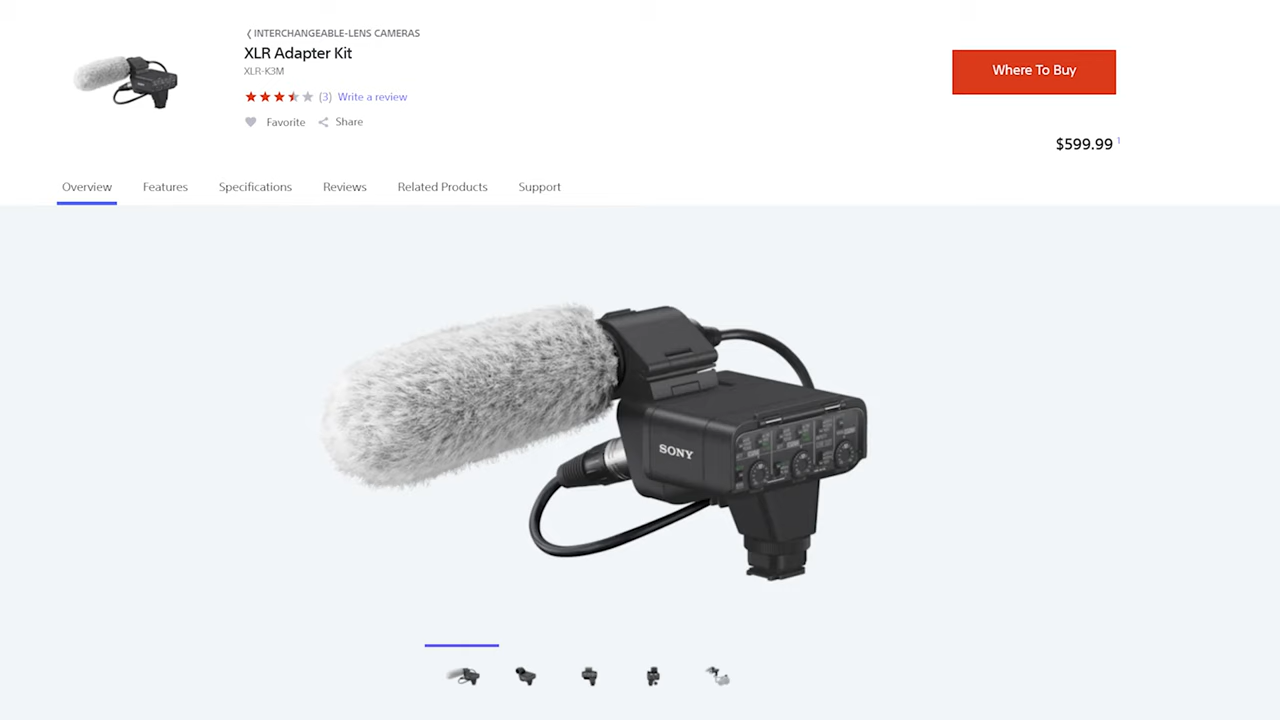 INTERCHANGEABLE-LENS CAMERAS
XLR Adapter Kit
XLR-K3M
(3) Write a review
Favorite Share
Where To Buy
$599.99 1
Overview Features Specifications Reviews Related Products Support
SONY